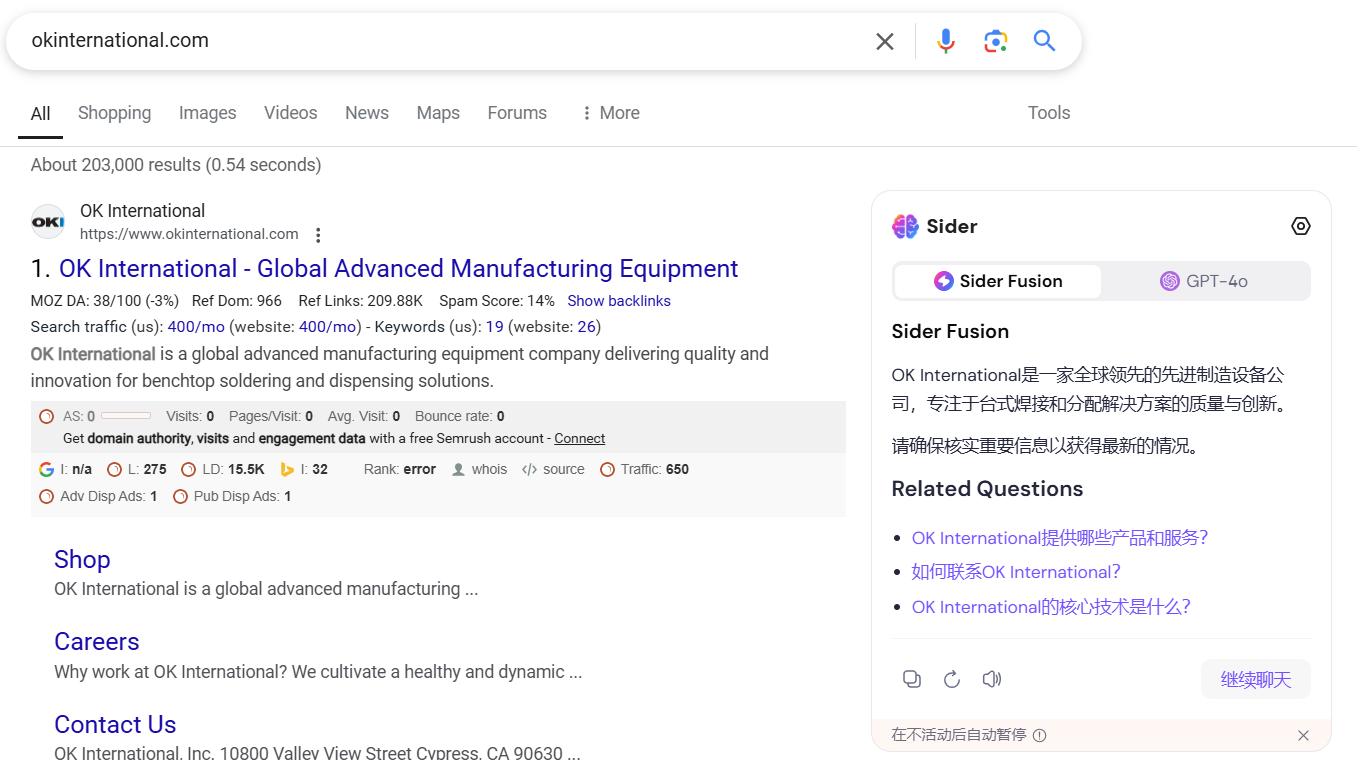 okinternational.com
All Shopping Images Videos News Maps Forums More Tools
About 203,000 results (0.54 seconds)
OKI
OK International
https://www.okinternational.com
1. OK International - Global Advanced Manufacturing Equipment
MOZ DA: 38/100 (-3%) Ref Dom: 966 Ref Links: 209.88K Spam Score: 14% Show backlinks
Search traffic (us): 400/mo (website: 400/mo) - Keywords (us): 19 (website: 26)
OK International is a global advanced manufacturing equipment company delivering quality and
innovation for benchtop soldering and dispensing solutions.
AS: 0 Visits: 0 Pages/Visit: 0 Avg. Visit: 0 Bounce rate: 0
Get domain authority, visits and engagement data with a free Semrush account - Connect
I: n/a L: 275 LD: 15.5K I: 32 Rank: error whois </> source Traffic: 650
Adv Disp Ads: 1 Pub Disp Ads: 1
Shop
OK International is a global advanced manufacturing ...
Careers
Why work at OK International? We cultivate a healthy and dynamic ...
Contact Us
OK International, Inc. 10800 Valley View Street Cypress, CA 90630 ...
Sider
Sider Fusion GPT-4o
Sider Fusion
OK International是一家全球领先的先进制造设备公
司，专注于台式焊接和分配解决方案的质量与创新。
请确保核实重要信息以获得最新的情况。
Related Questions
OK International提供哪些产品和服务?
如何联系OK International?
OK International的核心技术是什么?
继续聊天
在不活动后自动暂停